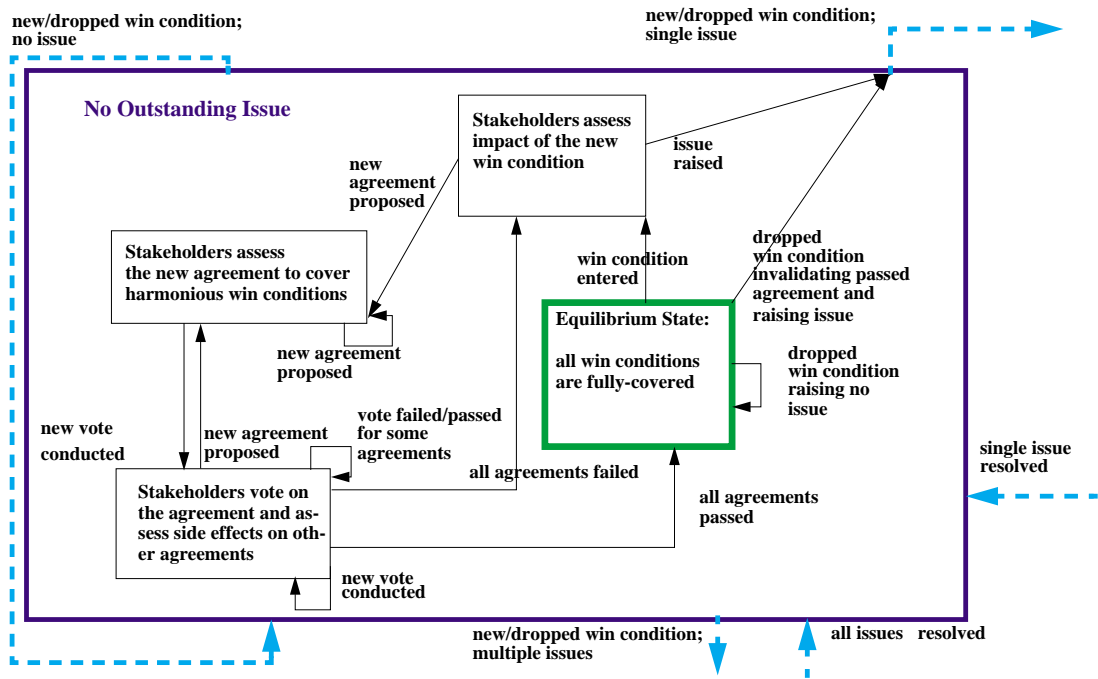 new/dropped win condition;
no issue
new/dropped win condition;
single issue
No Outstanding Issue
Stakeholders assess
impact of the new
win condition
issue
raised
new
agreement
proposed
Stakeholders assess
the new agreement to cover
harmonious win conditions
win condition
entered
dropped
win condition
invalidating passed
agreement and
raising issue
Equilibrium State:
all win conditions
are fully-covered
new agreement
proposed
dropped
win condition
raising no
issue
new vote
conducted
new agreement
proposed
vote failed/passed
for some
agreements
all agreements failed
single issue
resolved
Stakeholders vote on
the agreement and as-
sess side effects on oth-
er agreements
all agreements
passed
new vote
conducted
new/dropped win condition;
multiple issues
all issues resolved